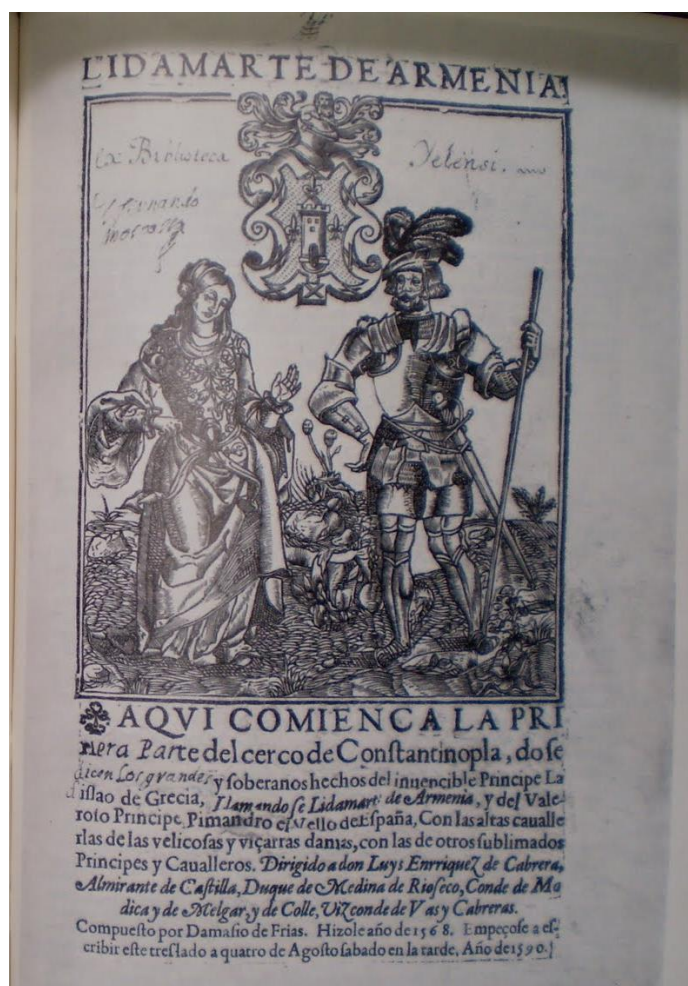 LIDAMARTE DE ARMENIA.
Ex Biblioteca Yelensi.
AQVI COMIENCA LA PRI
mera Parte del cerco de Conſtantinopla, do ſe
dicen Los grandes y ſoberanos hechos del inuencible Principe La
diſlao de Grecia, llamandoſe Lidamarte de Armenia, y del Vale-
roſo Principe Pimandro el Vello de Eſpaña, Con las altas caualle
rias de las velicoſas y viçarras damas, con las de otros ſublimados
Principes y Caualleros. Dirigido a don Luys Enrriquez de Cabrera,
Almirante de Caſtilla, Duque de Medina de Rioſeco, Conde de Mo
dica y de Melgar, y de Colle, Vizconde de Vas y Cabreras.
Compueſto por Damaſio de Frias. Hizole año de 1568. Empeçoſe a eſ-
cribir eſte treſlado a quatro de Agoſto ſabado en la tarde, Año de 1590.